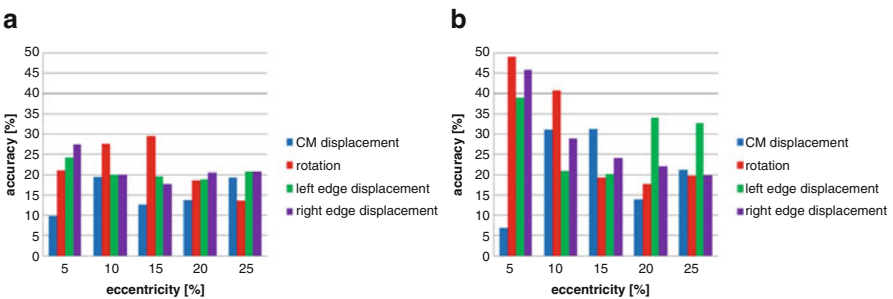 a
50
45
40
35
30
25
20
15
10
5
0
accuracy [%]
5 10 15 20 25
eccentricity [%]
CM displacement
rotation
left edge displacement
right edge displacement
b
50
45
40
35
30
25
20
15
10
5
0
accuracy [%]
5 10 15 20 25
eccentricity [%]
CM displacement
rotation
left edge displacement
right edge displacement